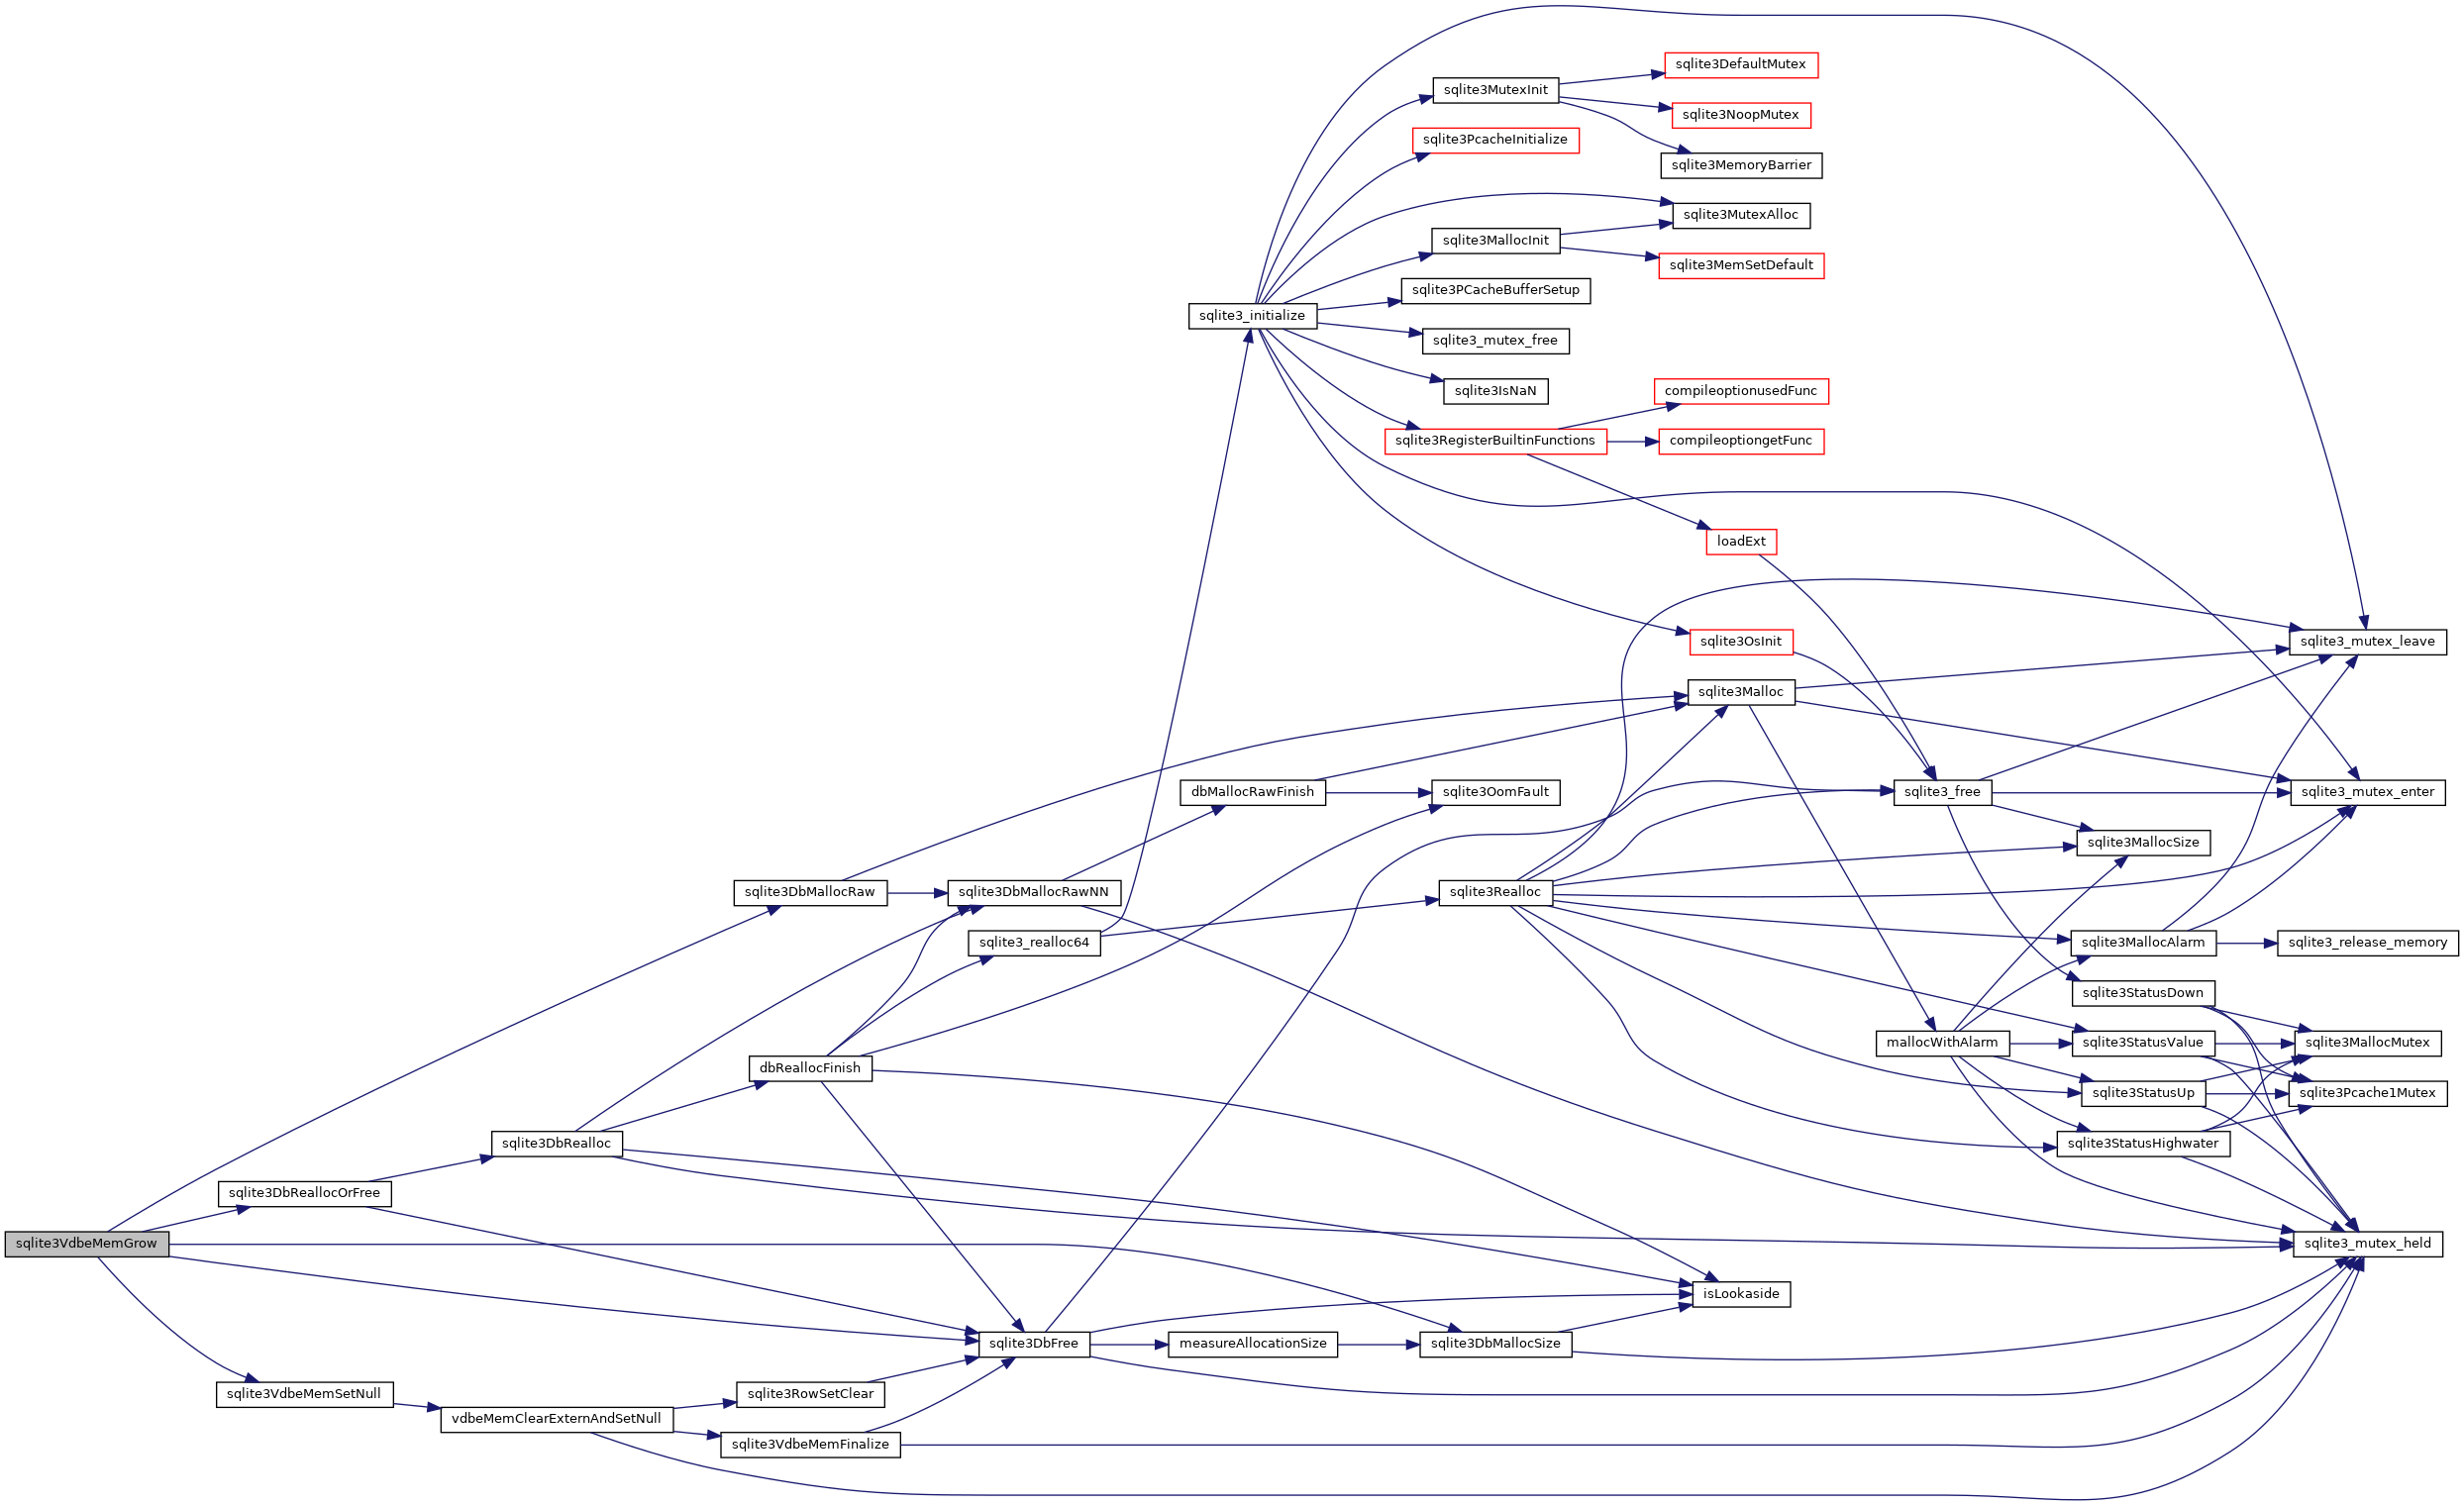 sqlite3DefaultMutex
sqlite3MutexInit
sqlite3NoopMutex
sqlite3PcacheInitialize
sqlite3MemoryBarrier
sqlite3MutexAlloc
sqlite3MallocInit
sqlite3MemSetDefault
sqlite3PCacheBufferSetup
sqlite3_initialize
sqlite3_mutex_free
sqlite3IsNaN
compileoptionusedFunc
sqlite3RegisterBuiltinFunctions
compileoptiongetFunc
loadExt
sqlite3OsInit
sqlite3_mutex_leave
sqlite3Malloc
dbMallocRawFinish
sqlite3OomFault
sqlite3_free
sqlite3_mutex_enter
sqlite3MallocSize
sqlite3DbMallocRaw
sqlite3DbMallocRawNN
sqlite3Realloc
sqlite3_realloc64
sqlite3MallocAlarm
sqlite3_release_memory
sqlite3StatusDown
dbReallocFinish
mallocWithAlarm
sqlite3StatusValue
sqlite3MallocMutex
sqlite3StatusUp
sqlite3Pcache1Mutex
sqlite3DbRealloc
sqlite3StatusHighwater
sqlite3DbReallocOrFree
sqlite3VdbeMemGrow
sqlite3_mutex_held
isLookaside
sqlite3DbFree
measureAllocationSize
sqlite3DbMallocSize
sqlite3VdbeMemSetNull
sqlite3RowSetClear
vdbeMemClearExternAndSetNull
sqlite3VdbeMemFinalize